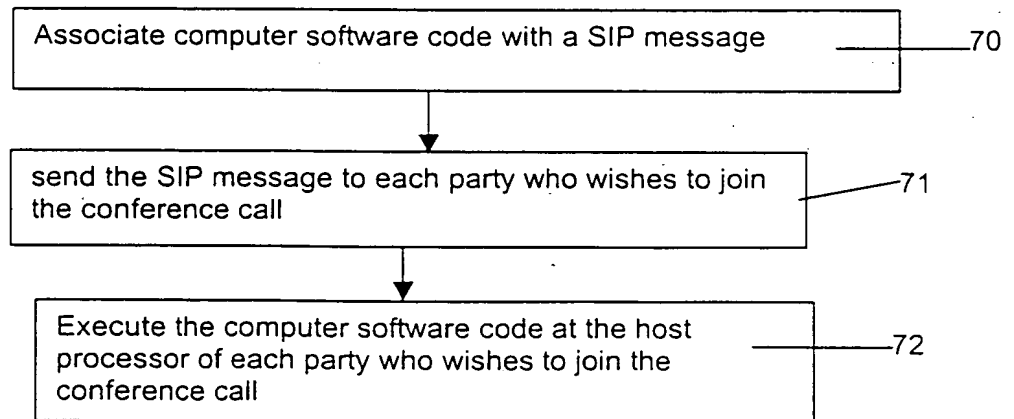 Associate computer software code with a SIP message
70
send the SIP message to each party who wishes to join
the conference call
71
Execute the computer software code at the host
processor of each party who wishes to join the
conference call
72